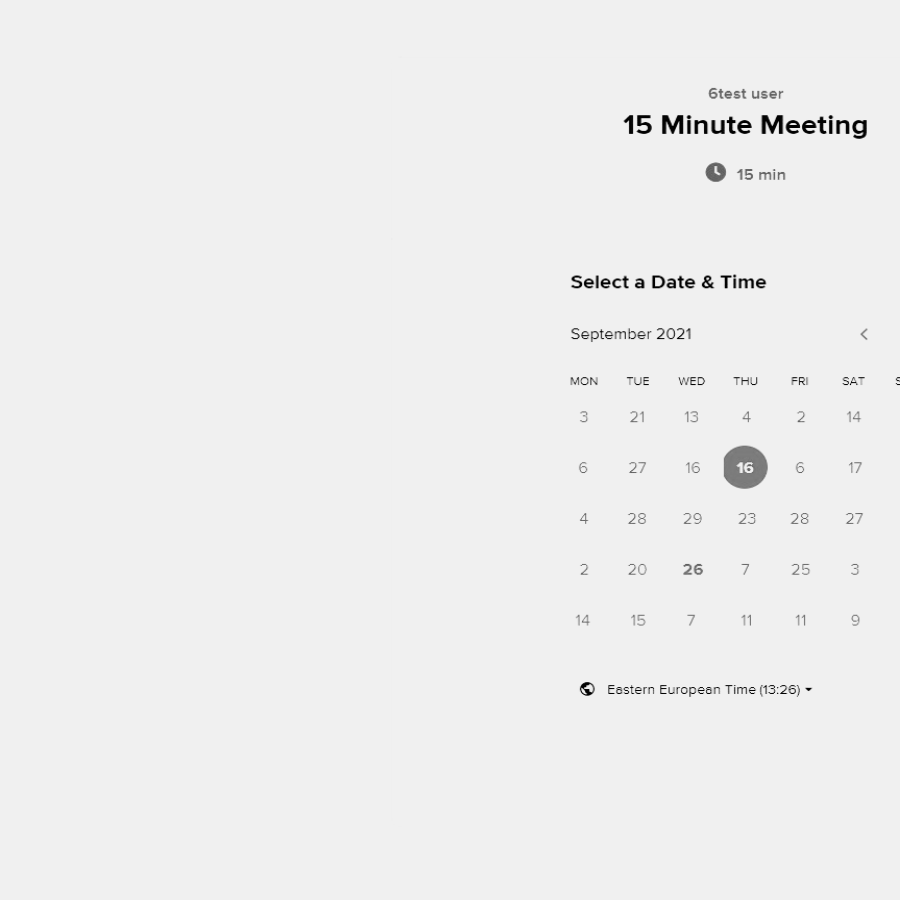 6test user
15 Minute Meeting
15 min
Select a Date & Time
September 2021
MON TUE WED THU FRI SAT
3 21 13 4 2 14
6 27 16 16 6 17
4 28 29 23 28 27
2 20 26 7 25 3
14 15 7 11 11 9
Eastern European Time (13:26)